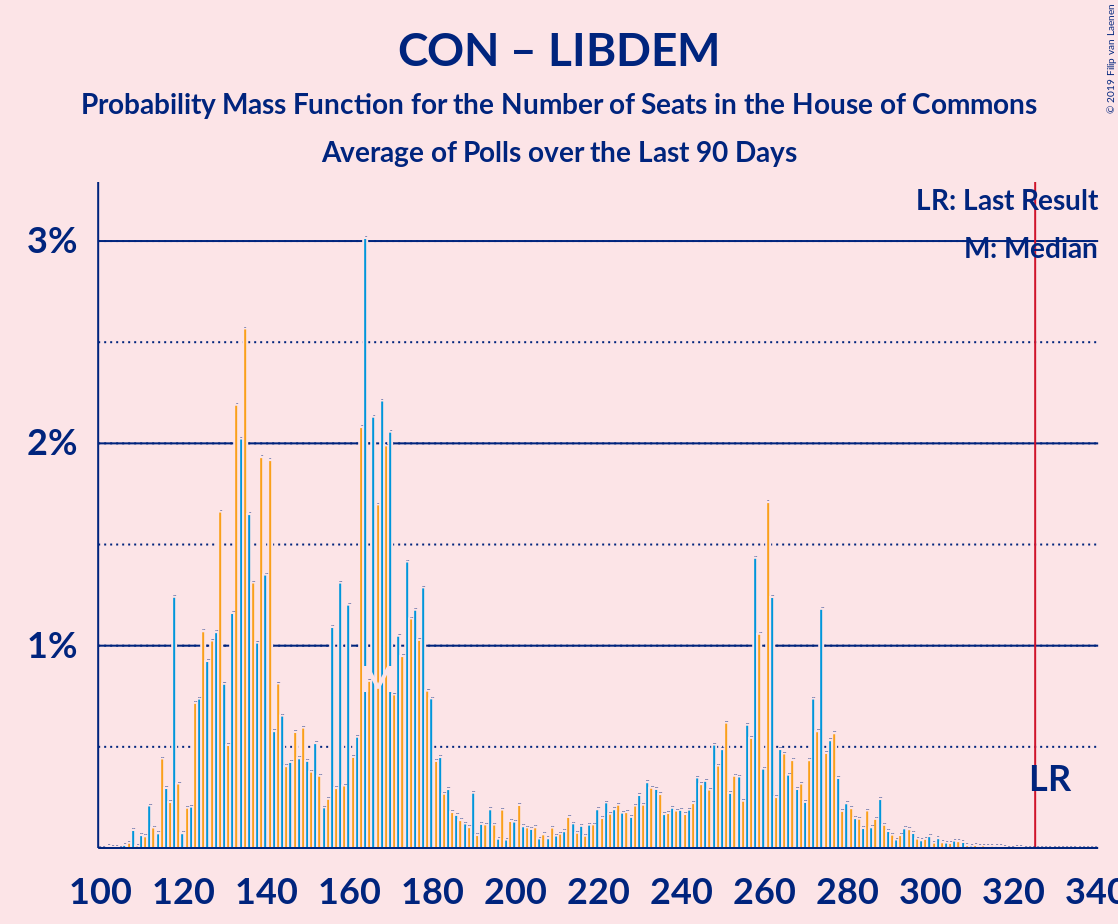 CON – LIBDEM
Probability Mass Function for the Number of Seats in the House of Commons
Average of Polls over the Last 90 Days
© 2019 Filip van Laenen
LR: Last Result
M: Median
3%
2%
1%
M
LR
100 120 140 160 180 200 220 240 260 280 300 320 340